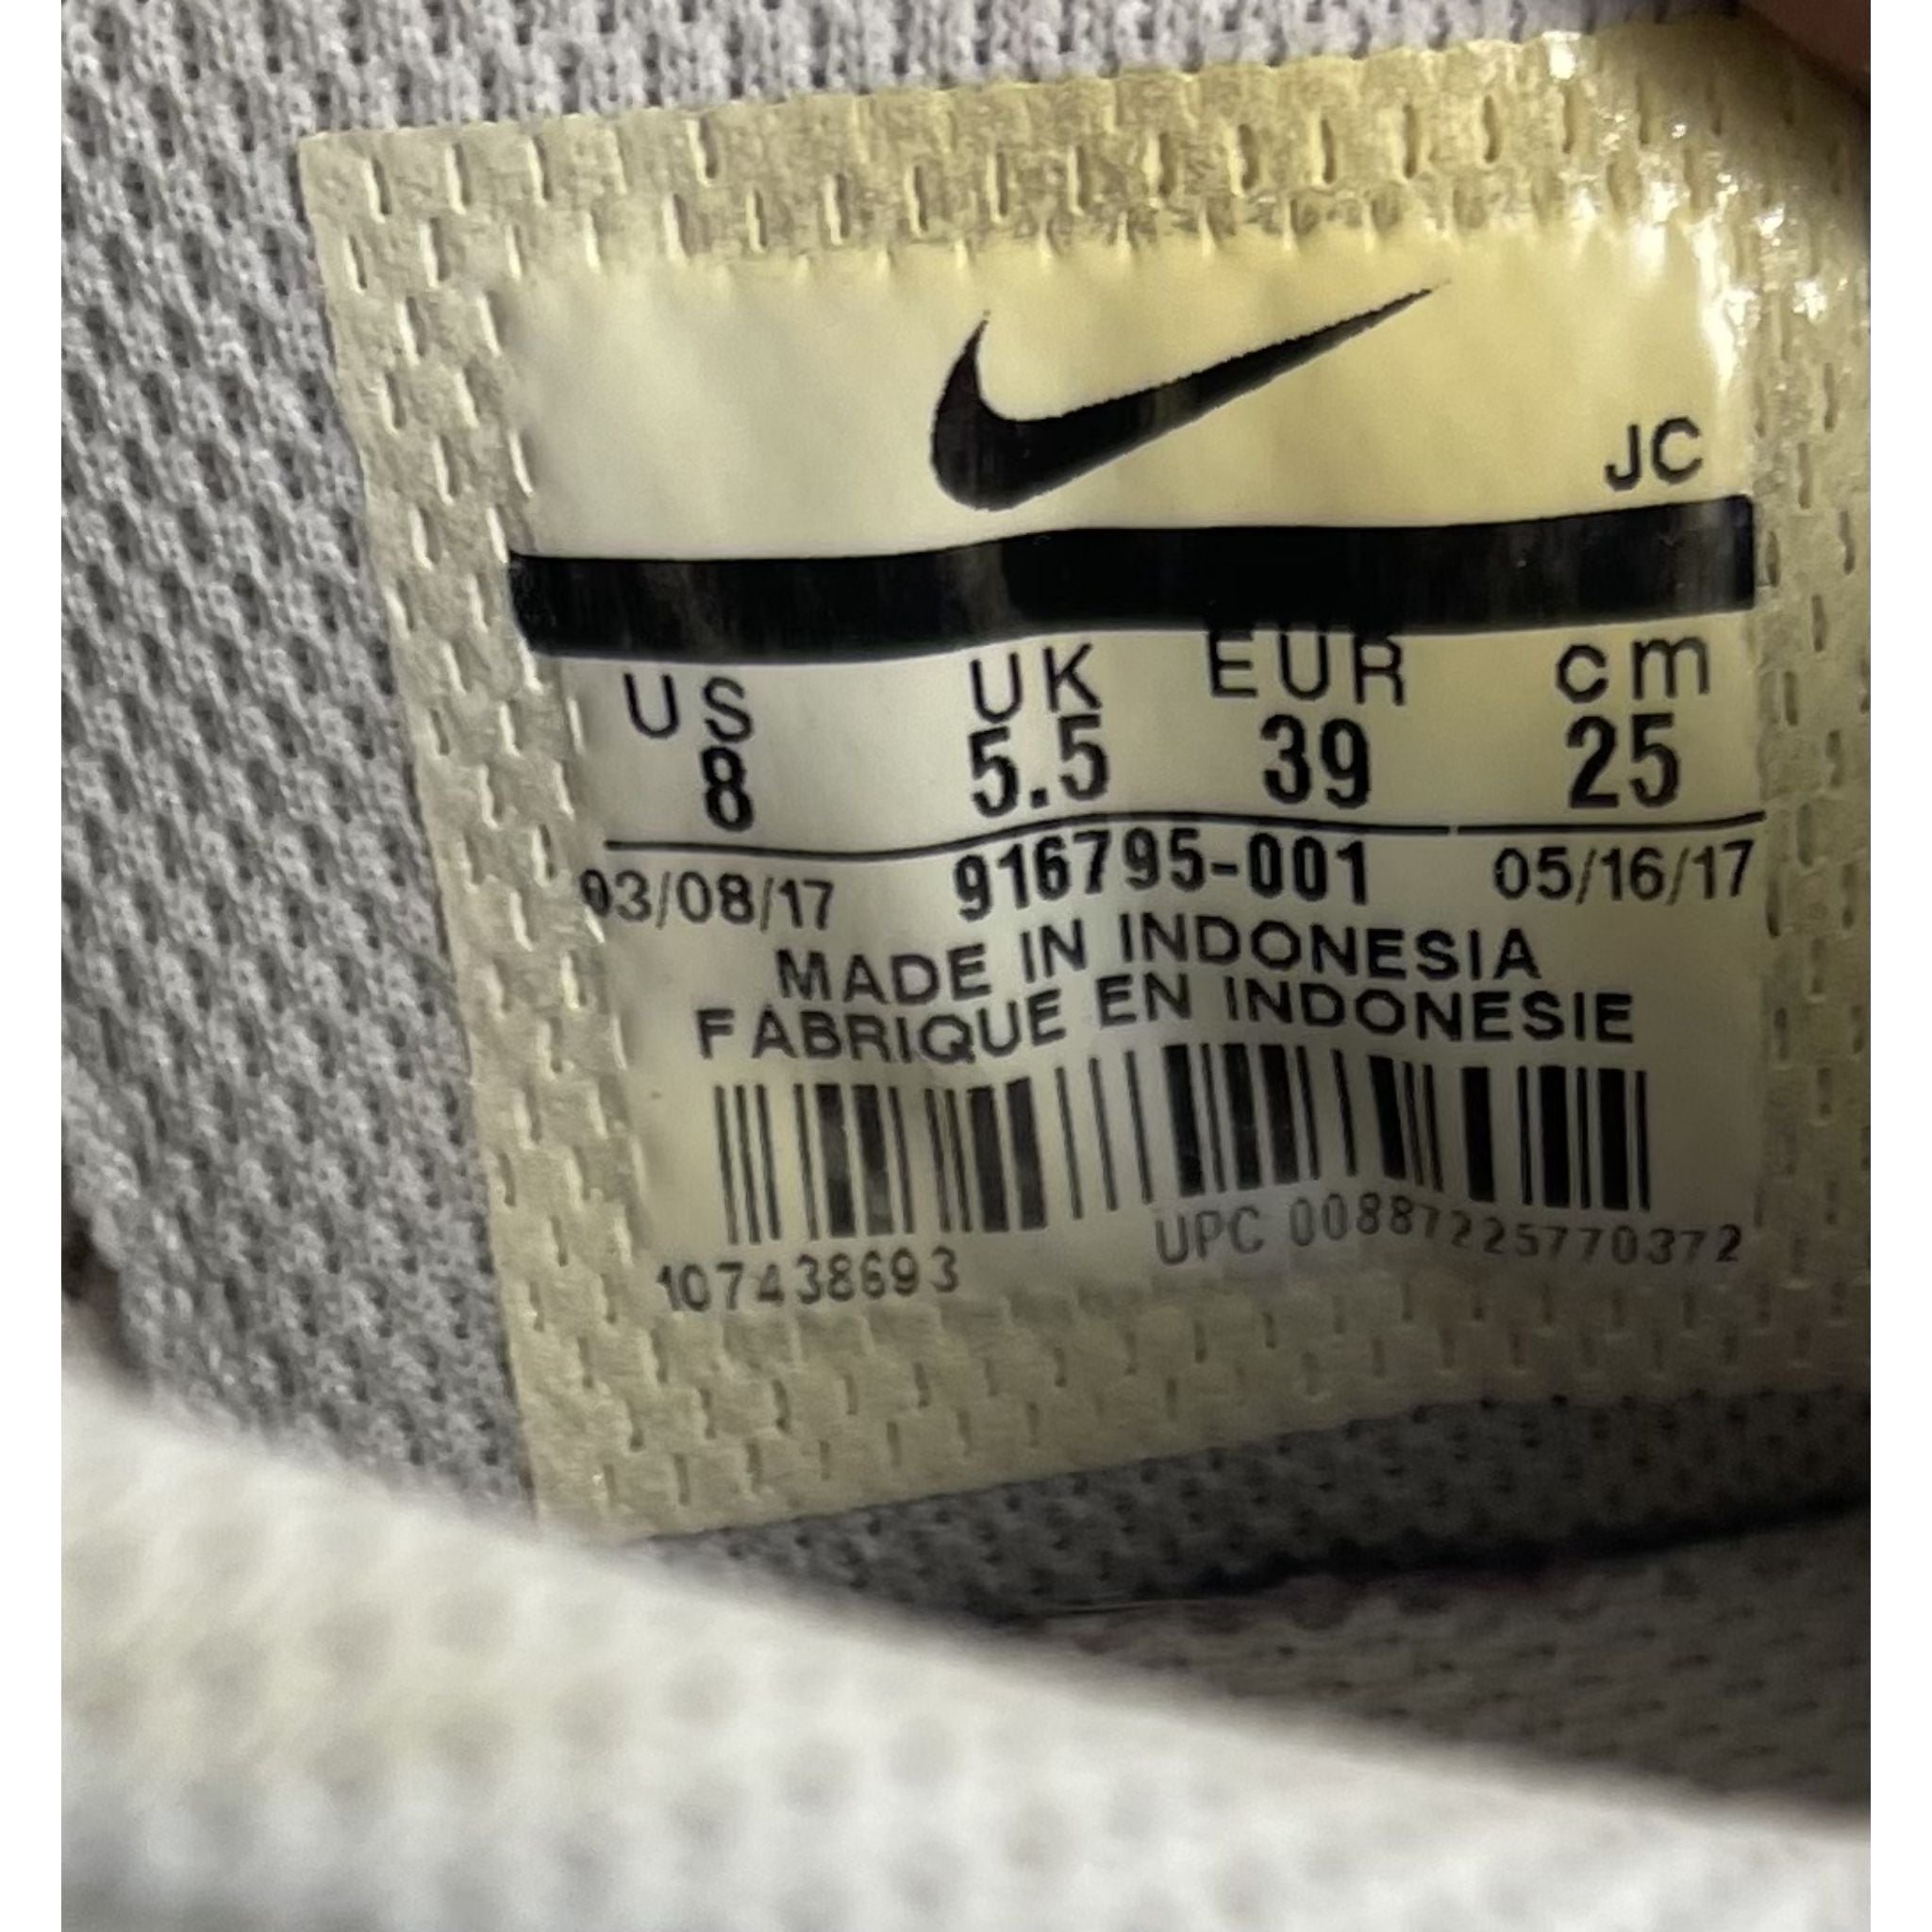 JC
US UK EUR cm
8 5.5 39 25
03/08/17 916795-001 05/16/17
MADE IN INDONESIA
FABRIQUE EN INDONESIE
107438693 UPC 00887225770372